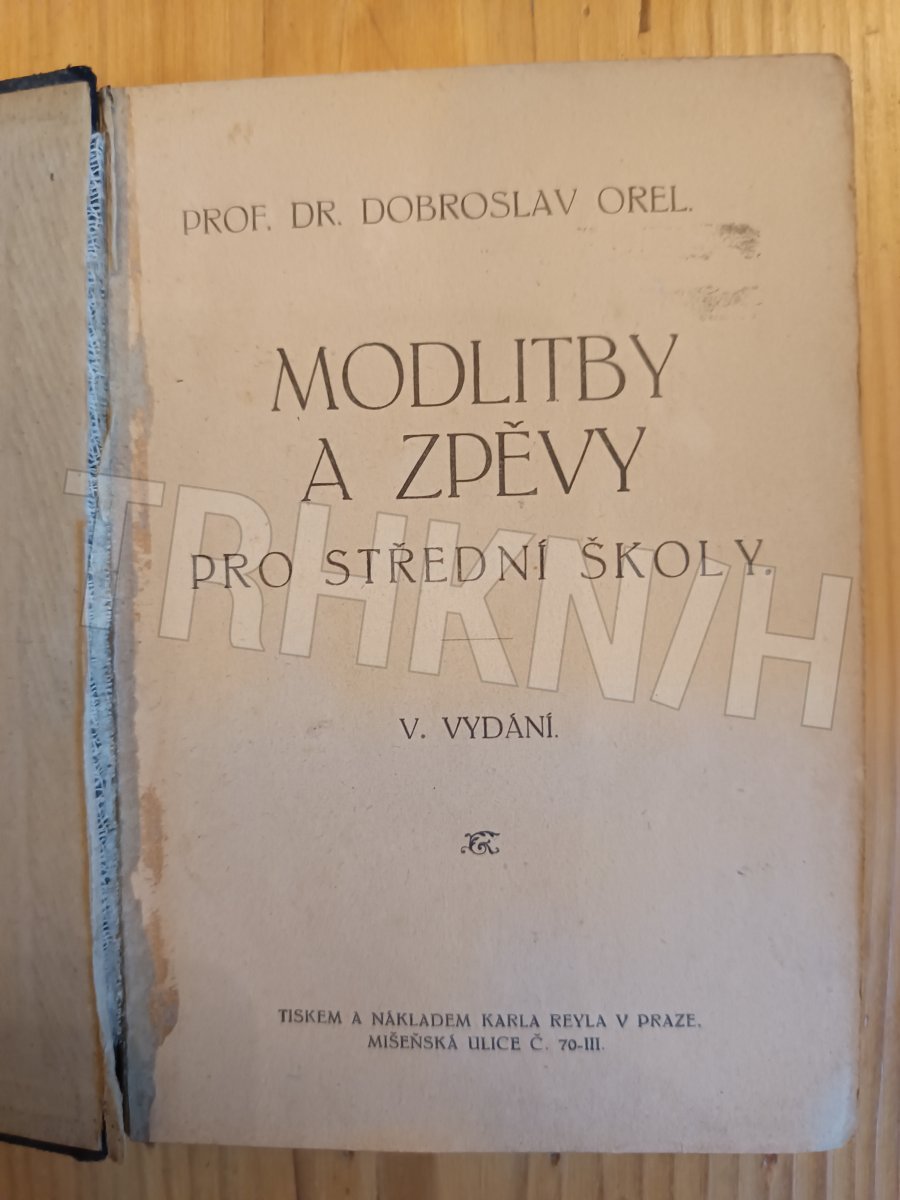 PROF. DR. DOBROSLAV OREL.
MODLITBY
A ZPĚVY
PRO STŘEDNÍ ŠKOLY.
V. VYDÁNÍ.
TISKEM A NÁKLADEM KARLA REYLA V PRAZE,
MIŠEŇSKÁ ULICE Č. 70-III.
TRHKNIH